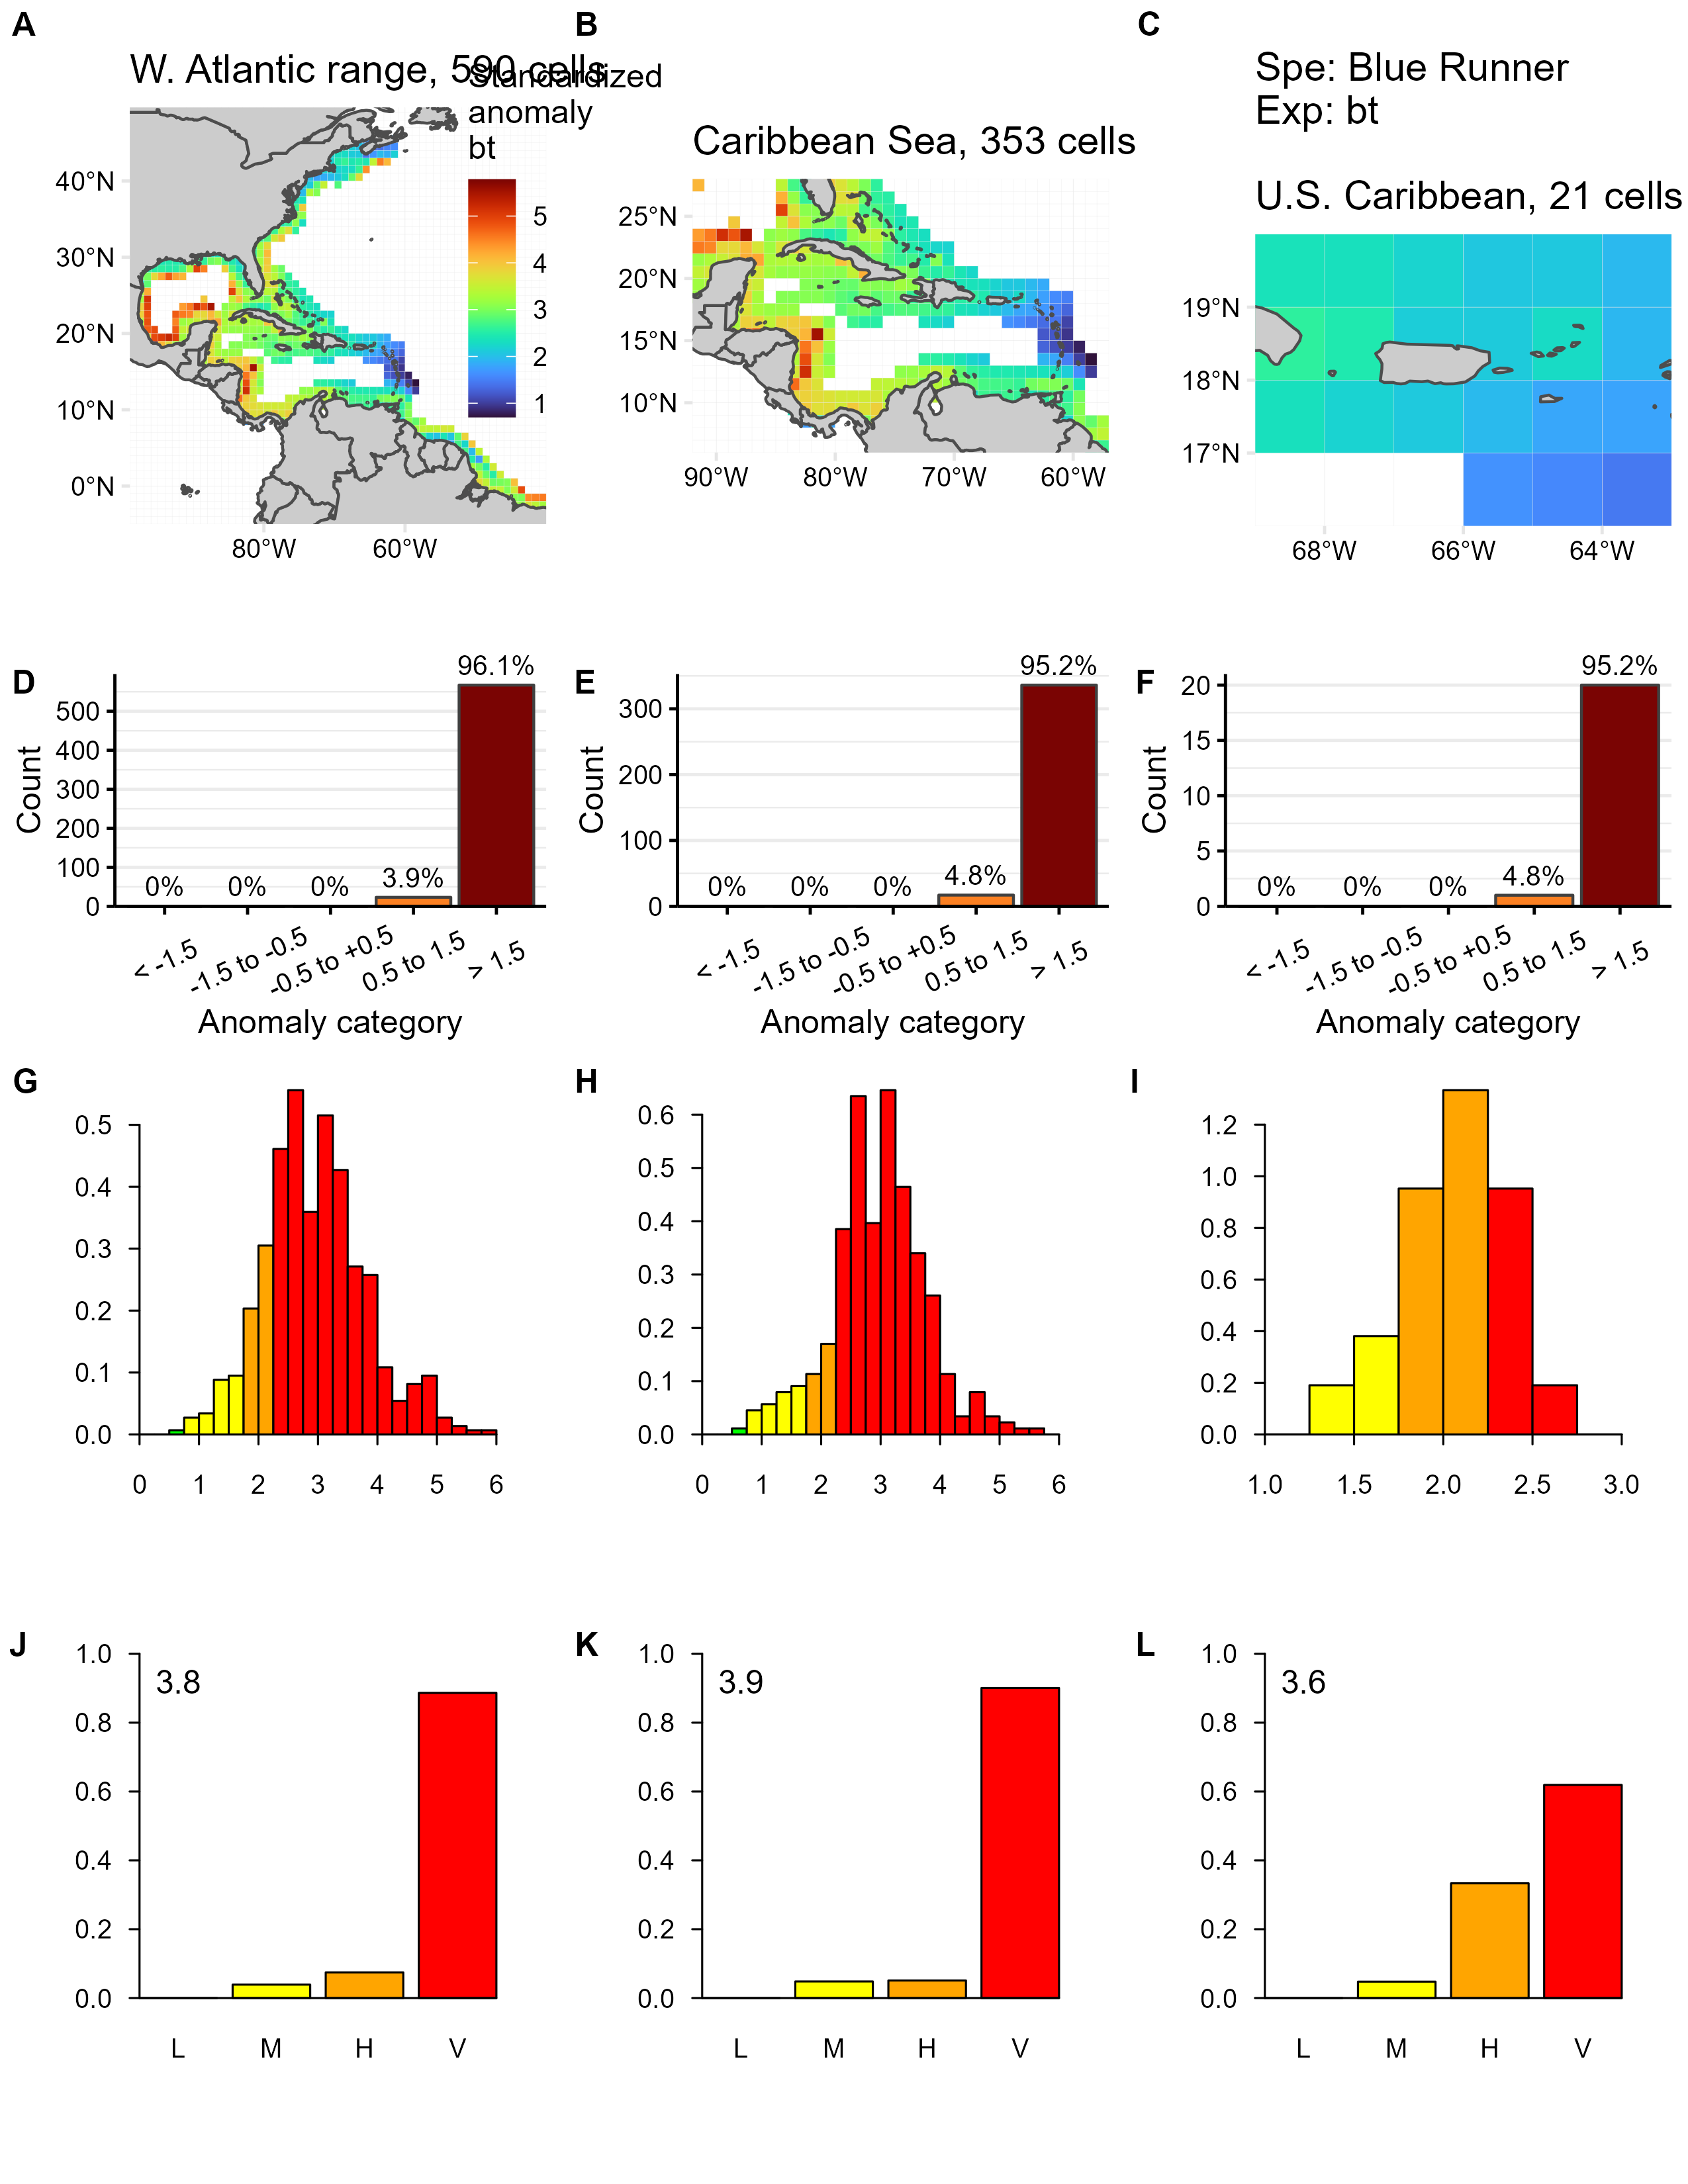 A
B
C
W. Atlantic range, 590 cells
Standardized
anomaly
bt
5
4
3
2
1
40°N
30°N
20°N
10°N
0°N
80°W
60°W
Caribbean Sea, 353 cells
25°N
20°N
15°N
10°N
90°W
80°W
70°W
60°W
Spe: Blue Runner
Exp: bt
U.S. Caribbean, 21 cells
19°N
18°N
17°N
68°W
66°W
64°W
D
Count
500
400
300
200
100
0
0%
0%
0%
3.9%
96.1%
< -1.5
-1.5 to -0.5
-0.5 to +0.5
0.5 to 1.5
> 1.5
Anomaly category
E
Count
300
200
100
0
0%
0%
0%
4.8%
95.2%
< -1.5
-1.5 to -0.5
-0.5 to +0.5
0.5 to 1.5
> 1.5
Anomaly category
F
Count
20
15
10
5
0
0%
0%
0%
4.8%
95.2%
< -1.5
-1.5 to -0.5
-0.5 to +0.5
0.5 to 1.5
> 1.5
Anomaly category
G
0.5
0.4
0.3
0.2
0.1
0.0
0 1 2 3 4 5 6
H
0.6
0.5
0.4
0.3
0.2
0.1
0.0
0 1 2 3 4 5 6
I
1.2
1.0
0.8
0.6
0.4
0.2
0.0
1.0 1.5 2.0 2.5 3.0
J
3.8
1.0
0.8
0.6
0.4
0.2
0.0
L M H V
K
3.9
1.0
0.8
0.6
0.4
0.2
0.0
L M H V
L
3.6
1.0
0.8
0.6
0.4
0.2
0.0
L M H V